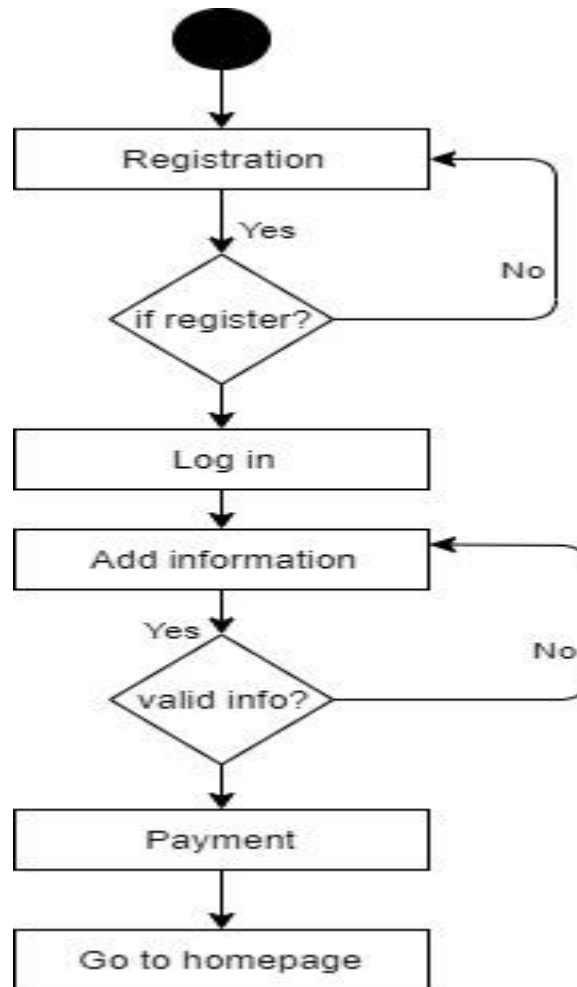 Registration
Yes
No
if register?
Log in
Add information
Yes
No
valid info?
Payment
Go to homepage